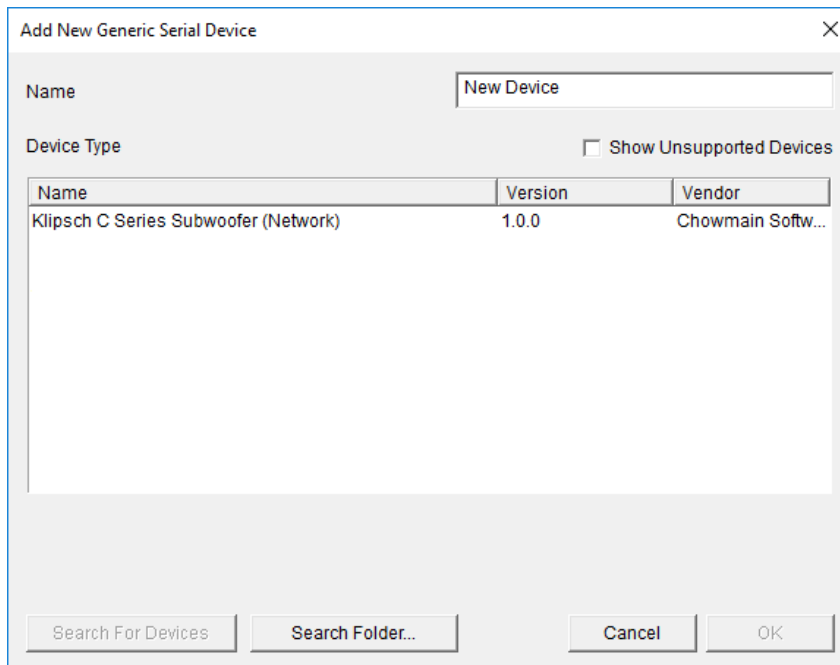 Add New Generic Serial Device
Name
New Device
Device Type
Show Unsupported Devices
Name Version Vendor
Klipsch C Series Subwoofer (Network) 1.0.0 Chowmain Softw...
Search For Devices Search Folder... Cancel OK